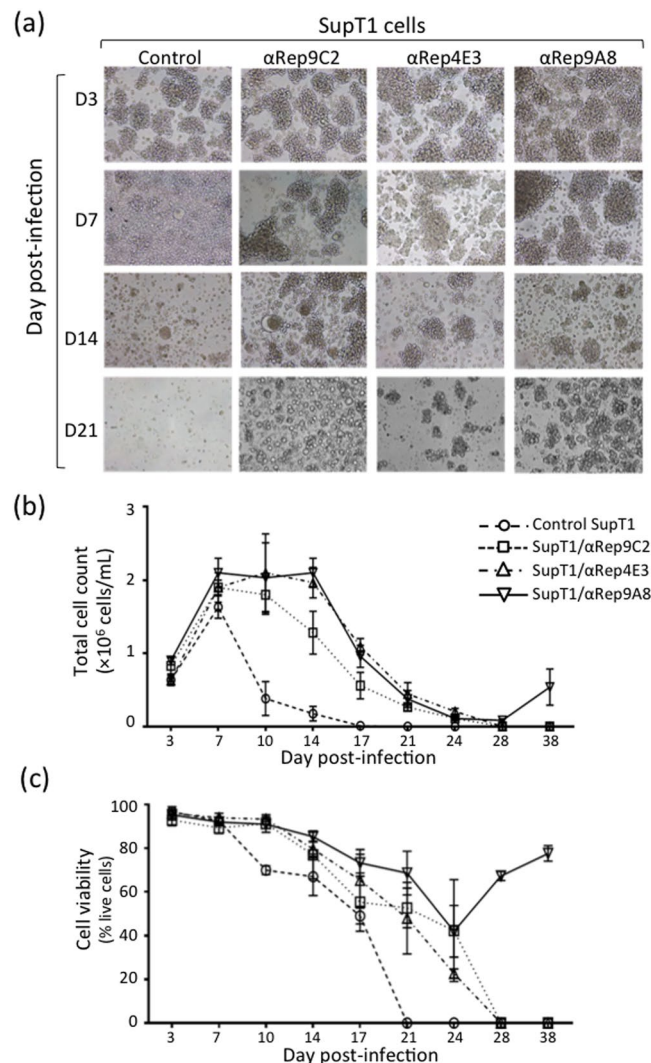 (a)
SupT1 cells
Control αRep9C2 αRep4E3 αRep9A8
Day post-infection
D3
D7
D14
D21
(b)
Total cell count
(×10⁶ cells/mL)
3
2
1
0
3 7 10 14 17 21 24 28 38
Day post-infection
Control SupT1
SupT1/αRep9C2
SupT1/αRep4E3
SupT1/αRep9A8
(c)
Cell viability
(% live cells)
100
80
60
40
20
0
3 7 10 14 17 21 24 28 38
Day post-infection